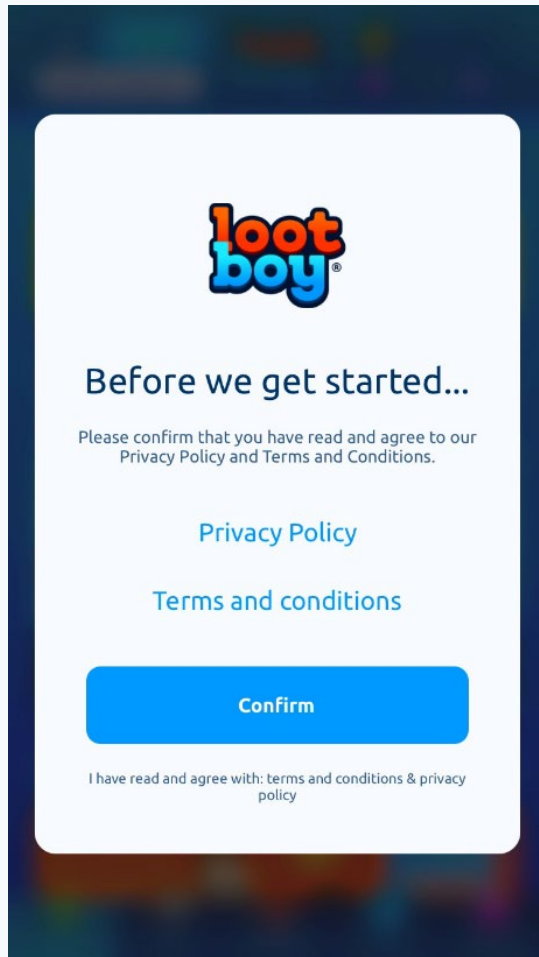 loot
boy®
Before we get started...
Please confirm that you have read and agree to our
Privacy Policy and Terms and Conditions.
Privacy Policy
Terms and conditions
Confirm
I have read and agree with: terms and conditions & privacy
policy